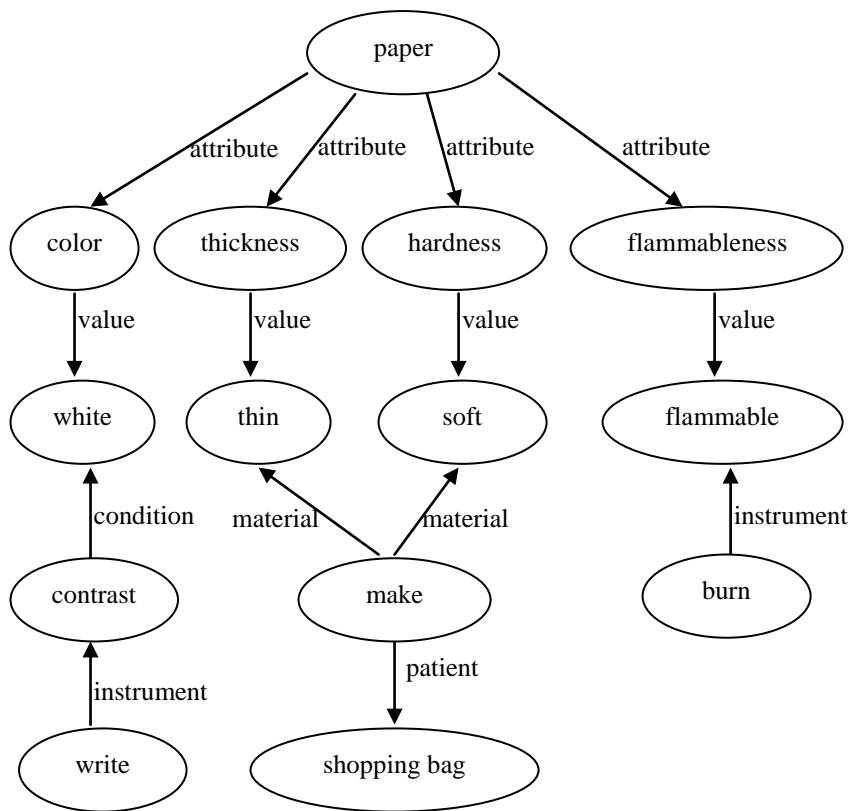 paper
attribute attribute attribute attribute
color thickness hardness flammableness
value value value value
white thin soft flammable
condition material material instrument
contrast make burn
instrument patient
write shopping bag